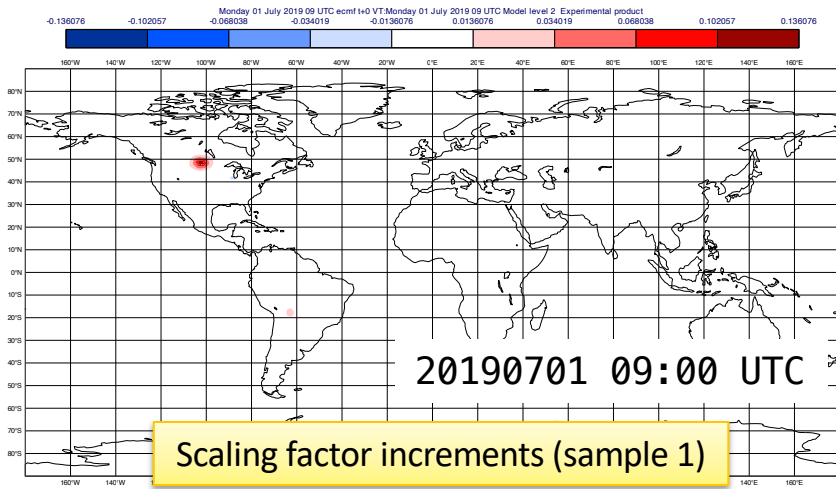 Monday 01 July 2019 09 UTC ecmf t+0 VT:Monday 01 July 2019 09 UTC Model level 2 Experimental product
-0.136076 -0.102057 -0.068038 -0.034019 -0.0136076 0.0136076 0.034019 0.068038 0.102057 0.136076
160°W 140°W 120°W 100°W 80°W 60°W 40°W 20°W 0°E 20°E 40°E 60°E 80°E 100°E 120°E 140°E 160°E
80°N
70°N
60°N
50°N
40°N
30°N
20°N
10°N
0°N
10°S
20°S
30°S
40°S
20190701 09:00 UTC
50°S
60°S
70°S
80°S
Scaling factor increments (sample 1)
160°W 140°W 140°E 160°E